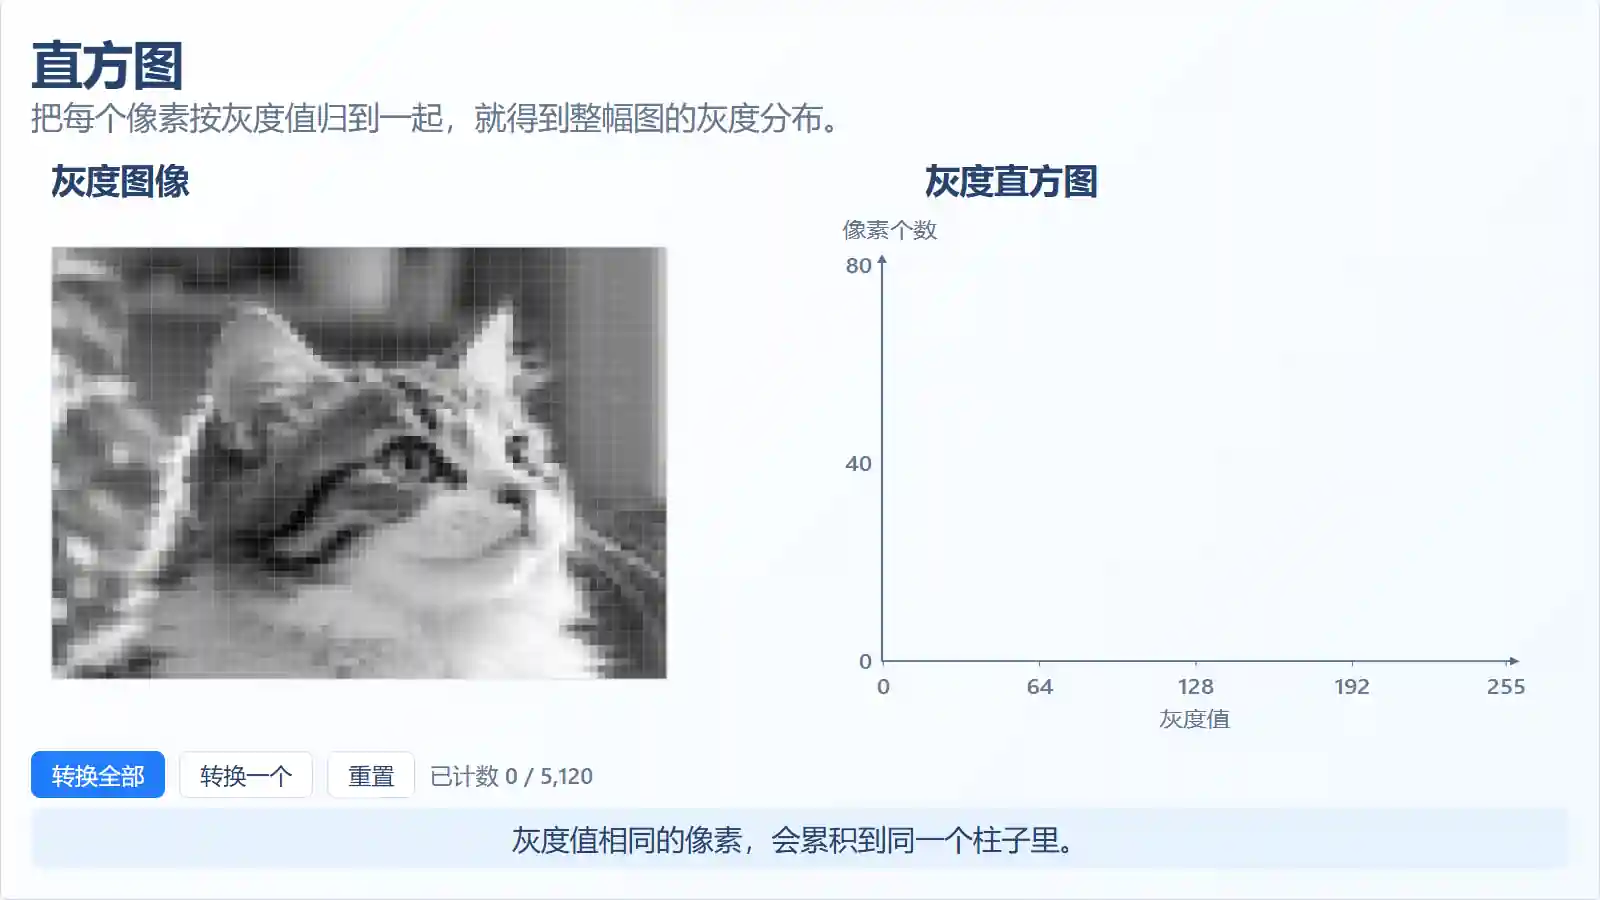 直方图
把每个像素按灰度值归到一起，就得到整幅图的灰度分布。
灰度图像
灰度直方图
像素个数
80
40
0
0 64 128 192 255
灰度值
转换全部 转换一个 重置 已计数 0 / 5,120
灰度值相同的像素，会累积到同一个柱子里。